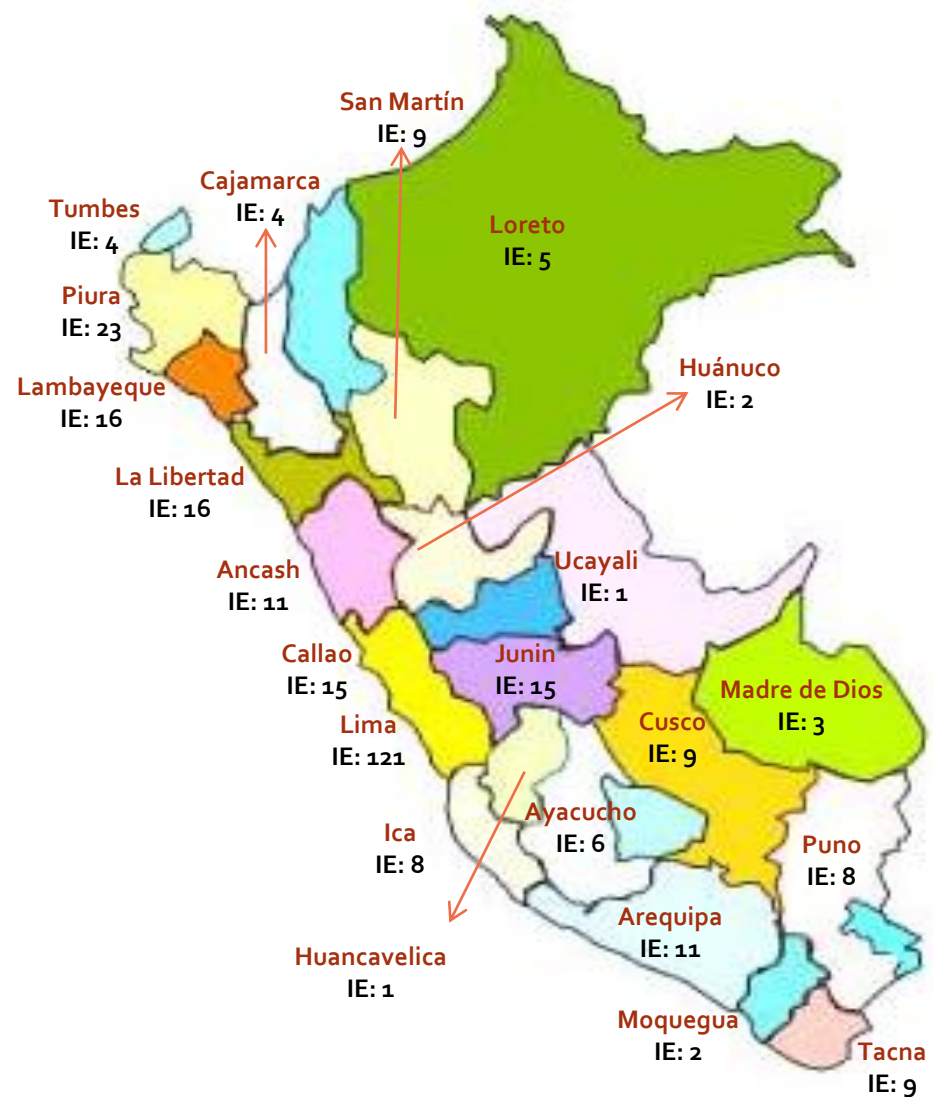 San Martín
IE: 9
Cajamarca
IE: 4
Tumbes
IE: 4
Loreto
IE: 5
Piura
IE: 23
Huánuco
IE: 2
Lambayeque
IE: 16
La Libertad
IE: 16
Ancash
IE: 11
Ucayali
IE: 1
Callao
IE: 15
Junin
IE: 15
Madre de Dios
IE: 3
Lima
IE: 121
Cusco
IE: 9
Ayacucho
IE: 6
Ica
IE: 8
Puno
IE: 8
Arequipa
IE: 11
Huancavelica
IE: 1
Moquegua
IE: 2
Tacna
IE: 9